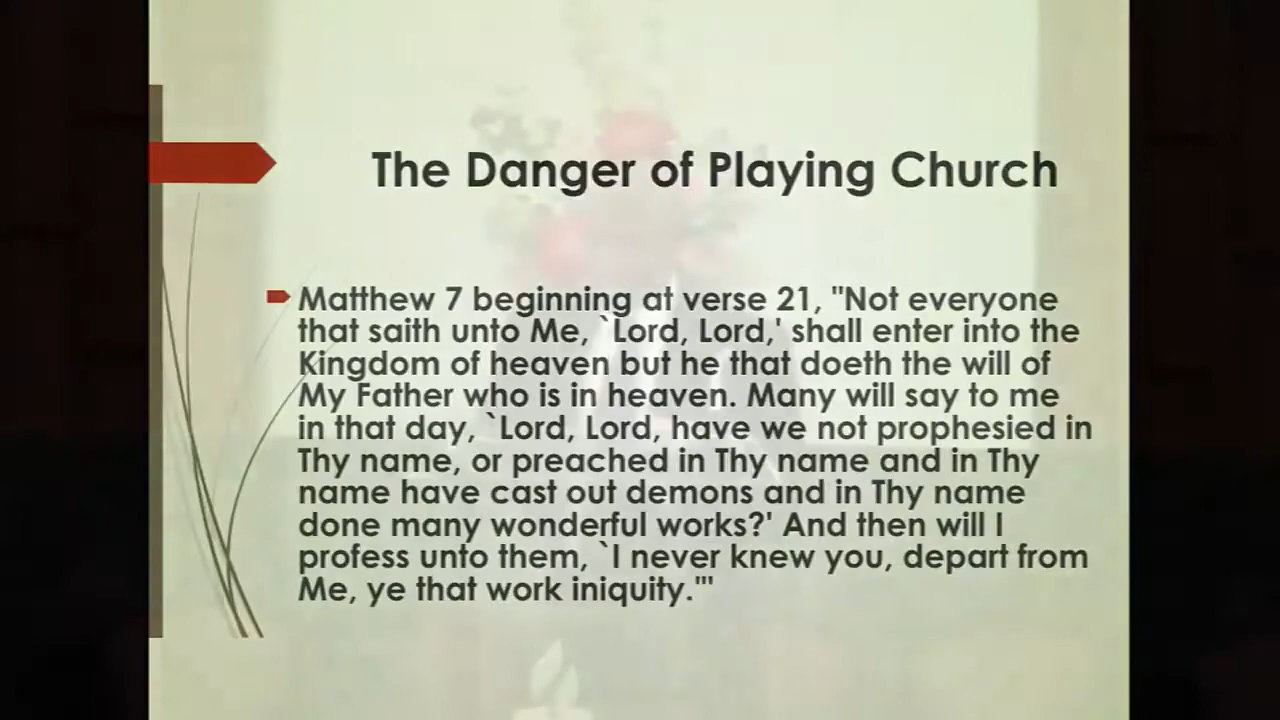 The Danger of Playing Church
Matthew 7 beginning at verse 21, "Not everyone
that saith unto Me, `Lord, Lord,' shall enter into the
Kingdom of heaven but he that doeth the will of
My Father who is in heaven. Many will say to me
in that day, `Lord, Lord, have we not prophesied in
Thy name, or preached in Thy name and in Thy
name have cast out demons and in Thy name
done many wonderful works?' And then will I
profess unto them, `I never knew you, depart from
Me, ye that work iniquity.'"